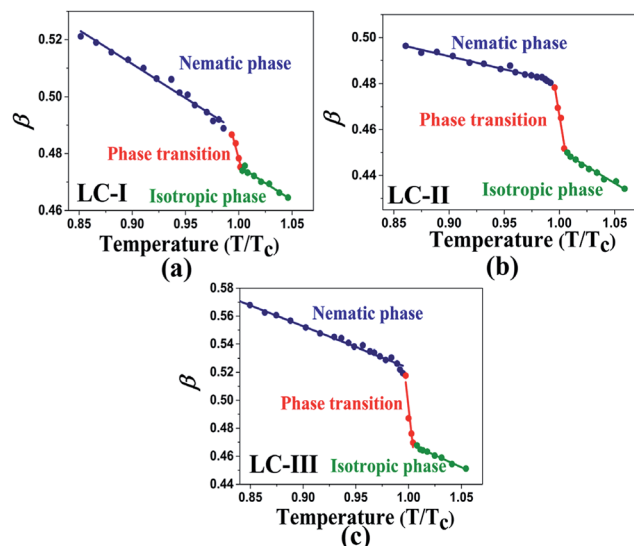 0.52
0.50
0.48
0.46
β
Nematic phase
Phase transition
Isotropic phase
LC-I
0.85 0.90 0.95 1.00 1.05
Temperature (T/TC)
(a)
0.50
0.48
0.46
0.44
β
Nematic phase
Phase transition
Isotropic phase
LC-II
0.85 0.90 0.95 1.00 1.05
Temperature (T/TC)
(b)
0.58
0.56
0.54
0.52
0.50
0.48
0.46
0.44
β
Nematic phase
Phase transition
Isotropic phase
LC-III
0.85 0.90 0.95 1.00 1.05
Temperature (T/TC)
(c)